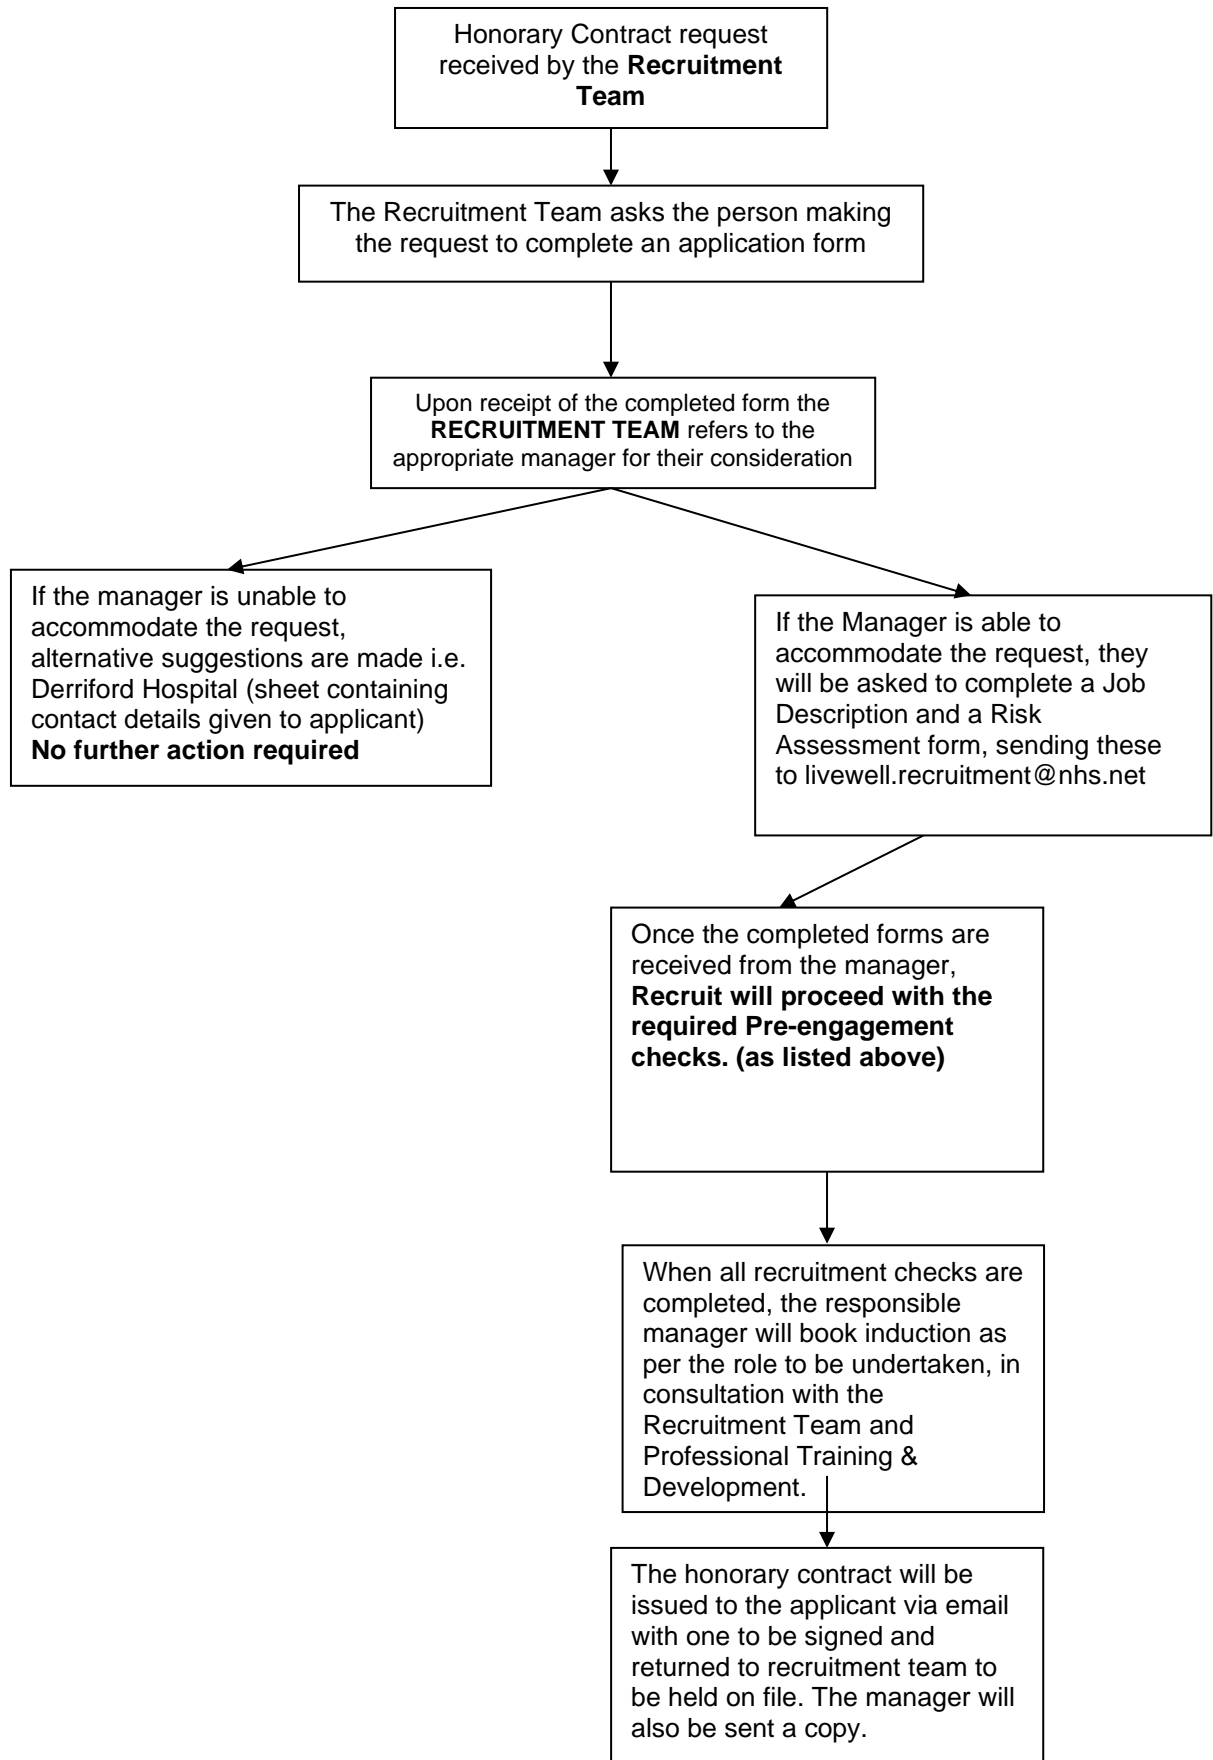 Honorary Contract request
received by the Recruitment
Team
The Recruitment Team asks the person making
the request to complete an application form
Upon receipt of the completed form the
RECRUITMENT TEAM refers to the
appropriate manager for their consideration
If the manager is unable to
accommodate the request,
alternative suggestions are made i.e.
Derriford Hospital (sheet containing
contact details given to applicant)
No further action required
If the Manager is able to
accommodate the request, they
will be asked to complete a Job
Description and a Risk
Assessment form, sending these
to livewell.recruitment@nhs.net
Once the completed forms are
received from the manager,
Recruit will proceed with the
required Pre-engagement
checks. (as listed above)
When all recruitment checks are
completed, the responsible
manager will book induction as
per the role to be undertaken, in
consultation with the
Recruitment Team and
Professional Training &
Development.
The honorary contract will be
issued to the applicant via email
with one to be signed and
returned to recruitment team to
be held on file. The manager will
also be sent a copy.